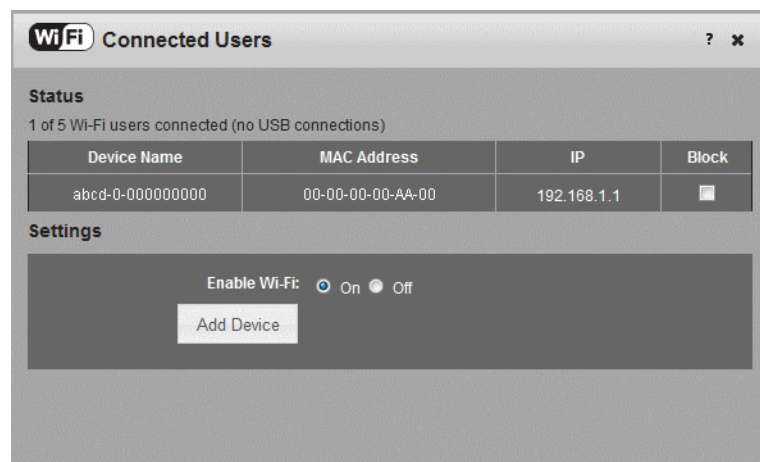 WiFi Connected Users ? ✖
Status
1 of 5 Wi-Fi users connected (no USB connections)
Device Name MAC Address IP Block
abcd-0-000000000 00-00-00-00-AA-00 192.168.1.1
Settings
Enable Wi-Fi: On Off
Add Device